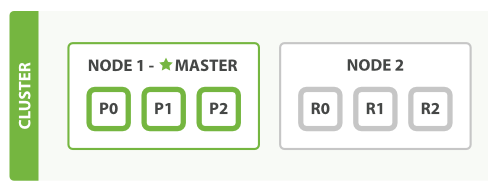 CLUSTER
NODE 1 - ★ MASTER
P0 P1 P2
NODE 2
R0 R1 R2